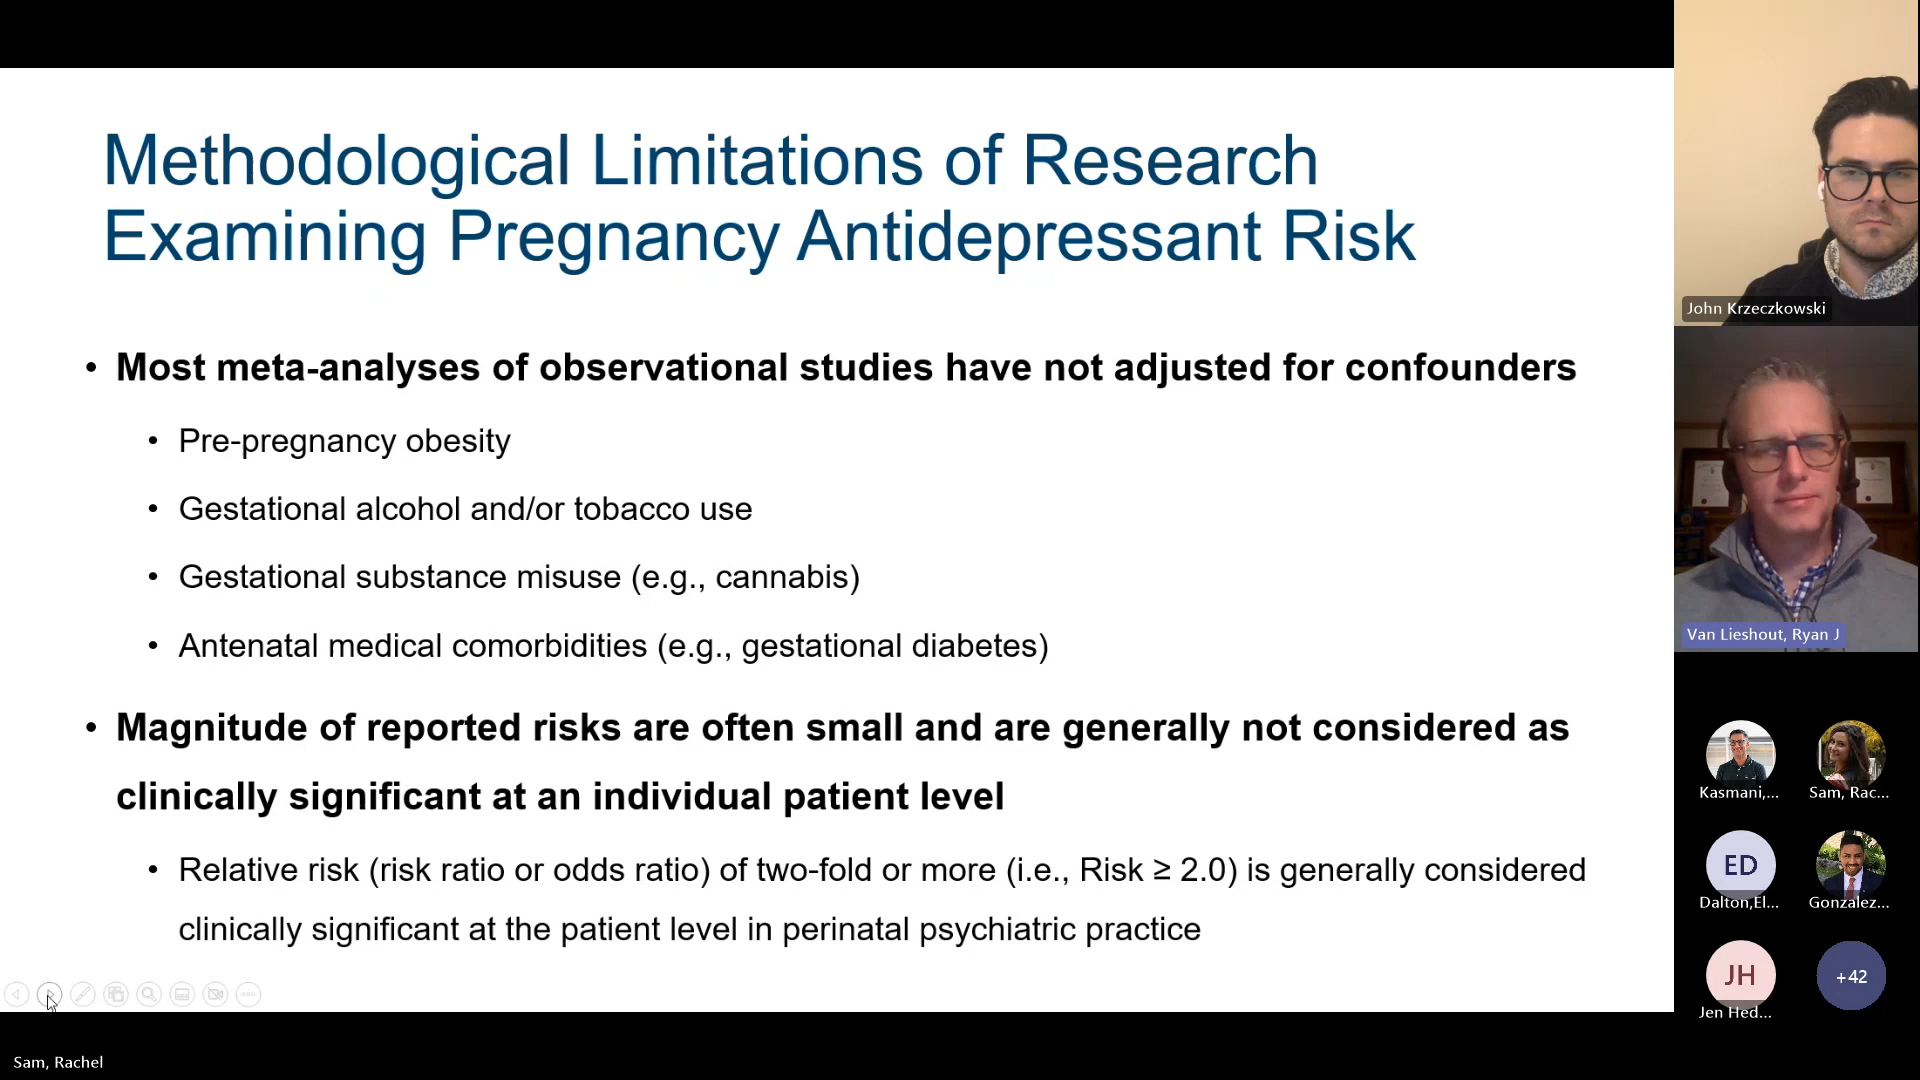 Methodological Limitations of Research
Examining Pregnancy Antidepressant Risk
• Most meta-analyses of observational studies have not adjusted for confounders
• Pre-pregnancy obesity
• Gestational alcohol and/or tobacco use
• Gestational substance misuse (e.g., cannabis)
• Antenatal medical comorbidities (e.g., gestational diabetes)
• Magnitude of reported risks are often small and are generally not considered as
clinically significant at an individual patient level
• Relative risk (risk ratio or odds ratio) of two-fold or more (i.e., Risk ≥ 2.0) is generally considered
clinically significant at the patient level in perinatal psychiatric practice
Sam, Rachel
John Krzeczkowski
Van Lieshout, Ryan J
Kasmani,...
Sam, Rac...
ED
Dalton,El...
Gonzalez...
JH
Jen Hed...
+42